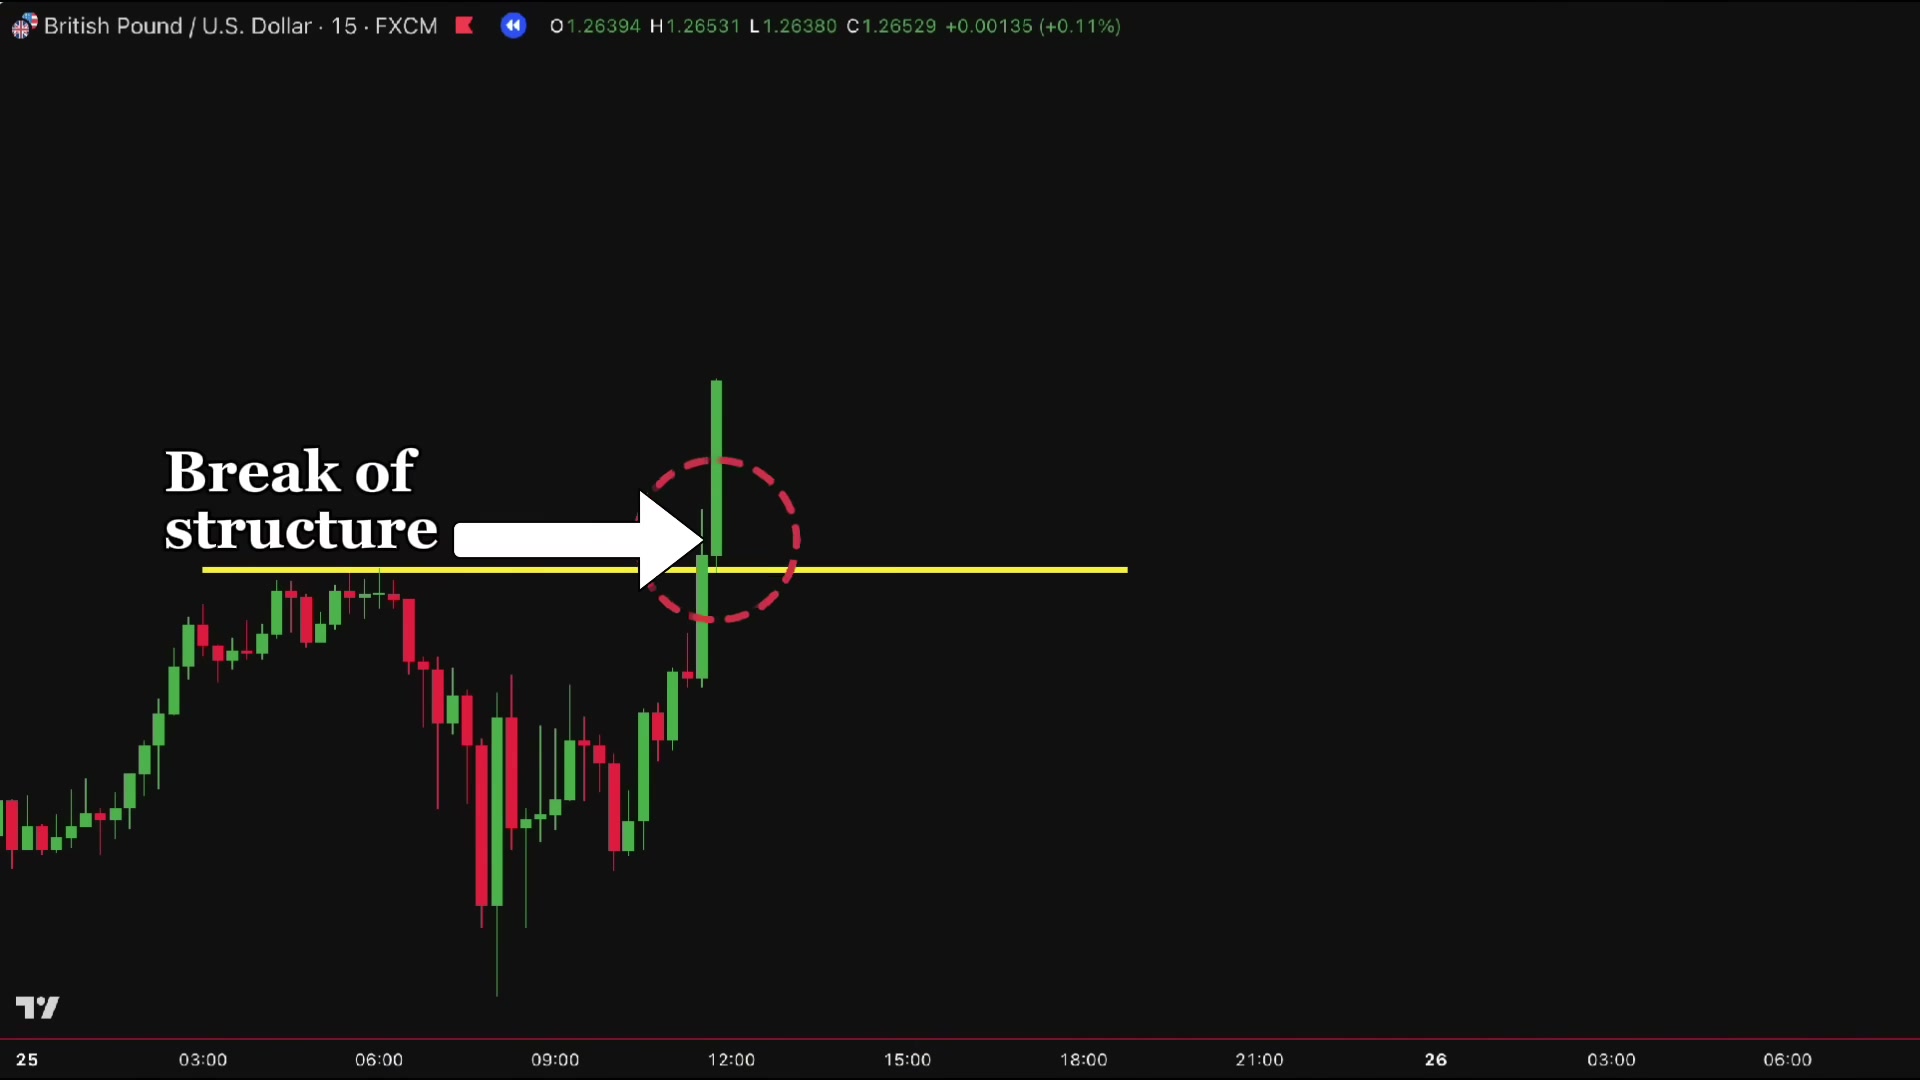 British Pound / U.S. Dollar · 15 · FXCM O1.26394 H1.26531 L1.26380 C1.26529 +0.00135 (+0.11%)
Break of
structure
25 03:00 06:00 09:00 12:00 15:00 18:00 21:00 26 03:00 06:00